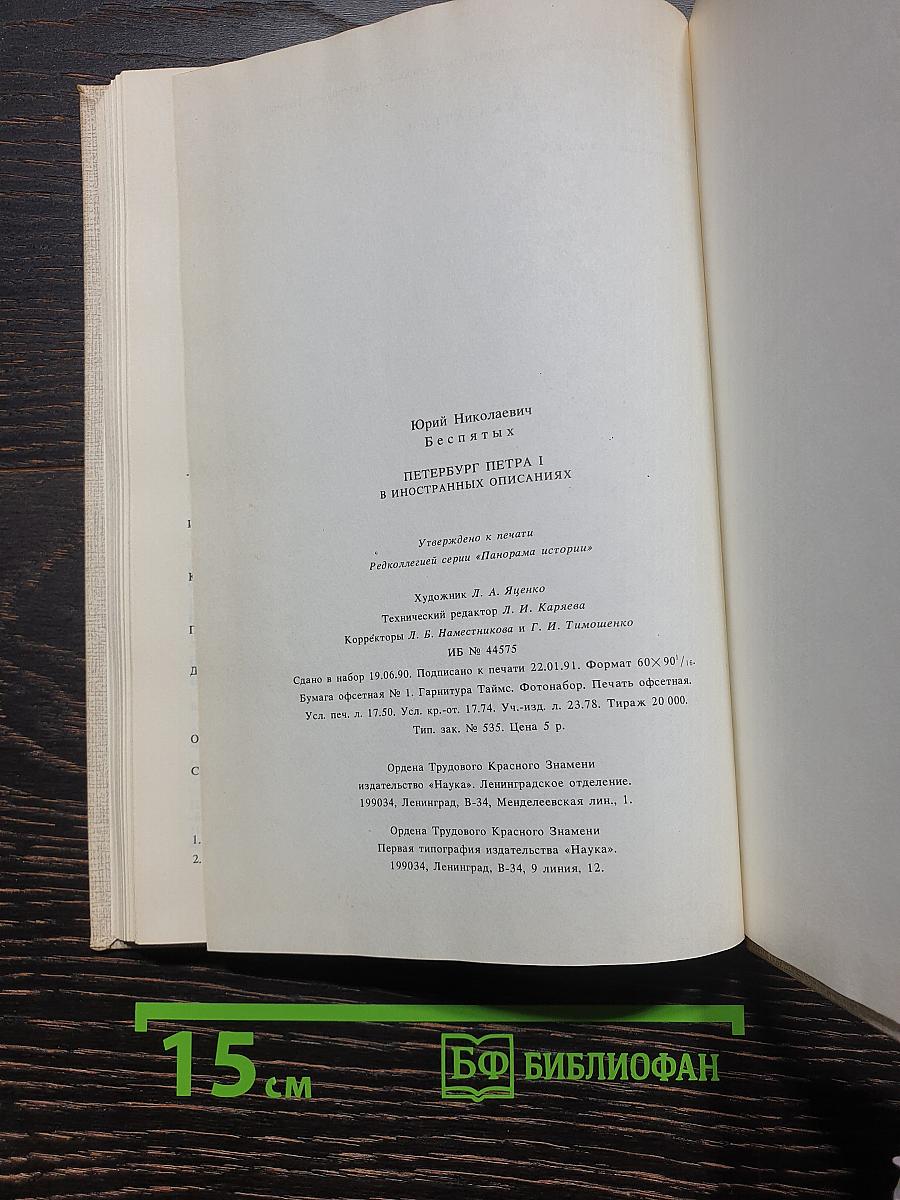 Юрий Николаевич
Беспятых
ПЕТЕРБУРГ ПЕТРА I
В ИНОСТРАННЫХ ОПИСАНИЯХ
Утверждено к печати
Редколлегией серии «Панорама истории»
Художник Л. А. Яценко
Технический редактор Л. И. Каряева
Корректоры Л. Б. Наместникова и Г. И. Тимошенко
ИБ № 44575
Сдано в набор 19.06.90. Подписано к печати 22.01.91. Формат 60×90¹/₁₆.
Бумага офсетная № 1. Гарнитура Таймс. Фотонабор. Печать офсетная.
Усл. печ. л. 17.50. Усл. кр.-от. 17.74. Уч.-изд. л. 23.78. Тираж 20 000.
Тип. зак. № 535. Цена 5 р.
Ордена Трудового Красного Знамени
издательство «Наука». Ленинградское отделение.
199034, Ленинград, В-34, Менделеевская лин., 1.
Ордена Трудового Красного Знамени
Первая типография издательства «Наука».
199034, Ленинград, В-34, 9 линия, 12.
О
С
1.
2.
15 см
БФ БИБЛИОФАН